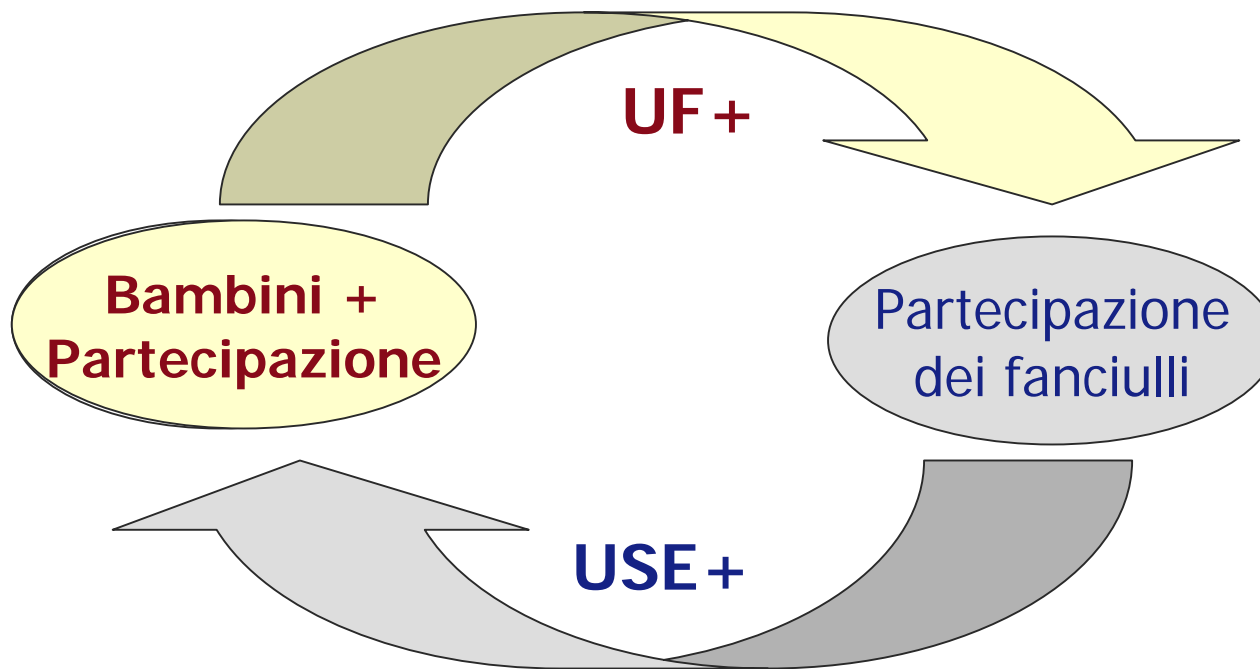 UF+
Bambini +
Partecipazione
Partecipazione
dei fanciulli
USE+